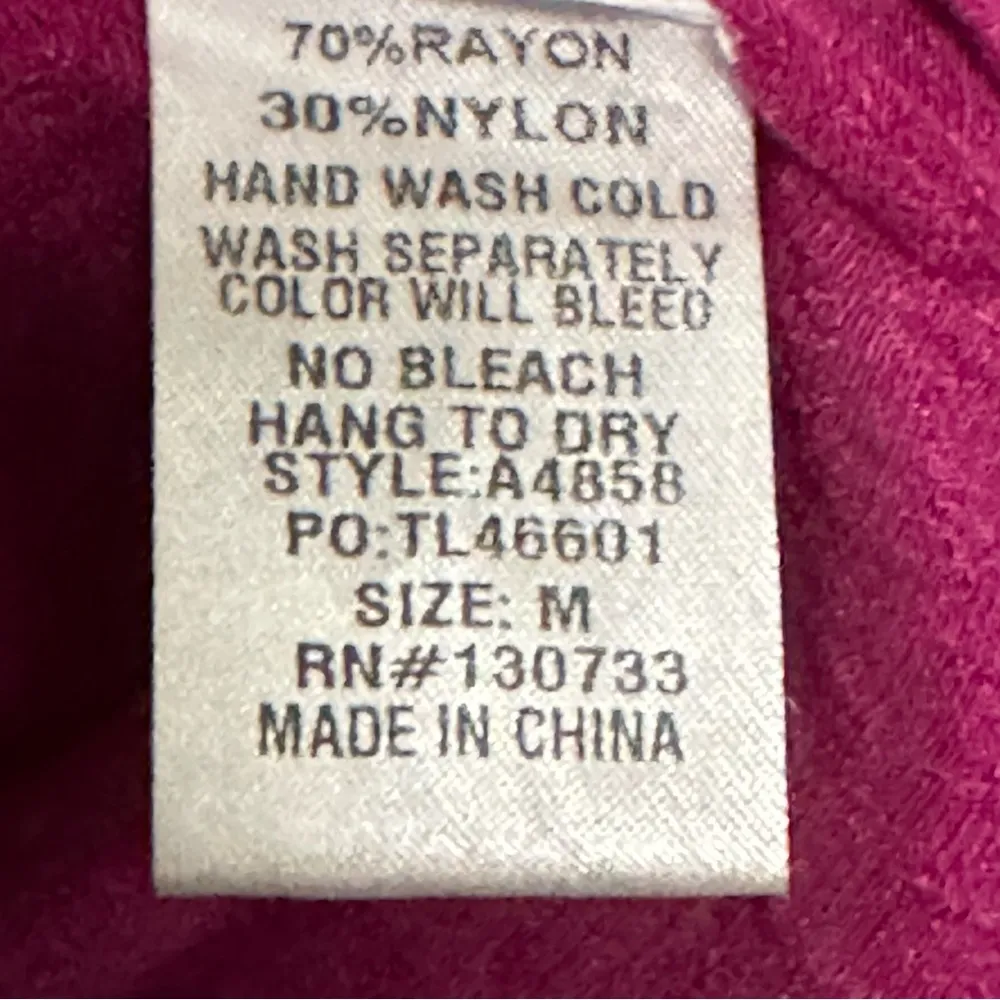 70%RAYON
30%NYLON
HAND WASH COLD
WASH SEPARATELY
COLOR WILL BLEED
NO BLEACH
HANG TO DRY
STYLE:A4858
PO:TL46601
SIZE: M
RN#130733
MADE IN CHINA